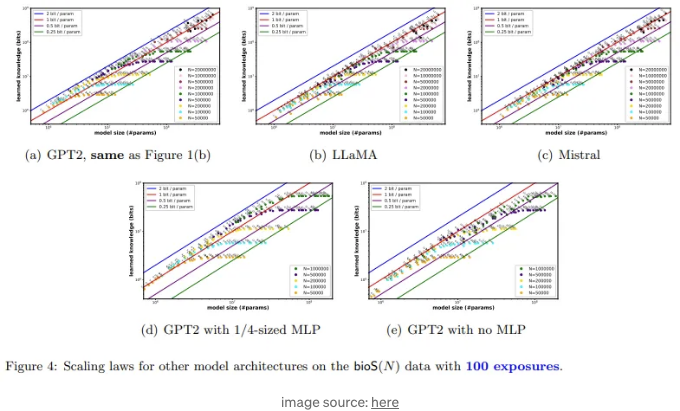 2 bit / param
1 bit / param
0.5 bit / param
0.25 bit / param
learned knowledge (bits)
model size (#params)
N=20000000
N=10000000
N=5000000
N=2000000
N=1000000
N=500000
N=200000
N=100000
N=50000
2 bit / param
1 bit / param
0.5 bit / param
0.25 bit / param
learned knowledge (bits)
model size (#params)
N=20000000
N=10000000
N=5000000
N=2000000
N=1000000
N=500000
N=200000
N=100000
N=50000
2 bit / param
1 bit / param
0.5 bit / param
0.25 bit / param
learned knowledge (bits)
model size (#params)
N=20000000
N=10000000
N=5000000
N=2000000
N=1000000
N=500000
N=200000
N=100000
N=50000
(a) GPT2, same as Figure 1(b)
(b) LLaMA
(c) Mistral
2 bit / param
1 bit / param
0.5 bit / param
0.25 bit / param
learned knowledge (bits)
model size (#params)
N=1000000
N=500000
N=200000
N=100000
N=50000
2 bit / param
1 bit / param
0.5 bit / param
0.25 bit / param
learned knowledge (bits)
model size (#params)
N=1000000
N=500000
N=200000
N=100000
N=50000
(d) GPT2 with 1/4-sized MLP
(e) GPT2 with no MLP
Figure 4: Scaling laws for other model architectures on the bioS(N) data with 100 exposures.
image source: here